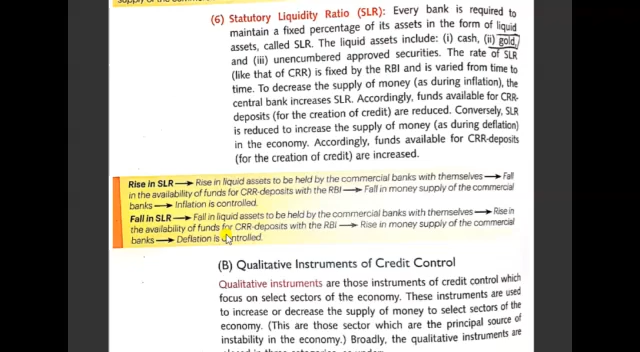 supply of the comme
(6) Statutory Liquidity Ratio (SLR): Every bank is required to
maintain a fixed percentage of its assets in the form of liquid
assets, called SLR. The liquid assets include: (i) cash, (ii) gold,
and (iii) unencumbered approved securities. The rate of SLR
(like that of CRR) is fixed by the RBI and is varied from time to
time. To decrease the supply of money (as during inflation), the
central bank increases SLR. Accordingly, funds available for CRR-
deposits (for the creation of credit) are reduced. Conversely, SLR
is reduced to increase the supply of money (as during deflation)
in the economy. Accordingly, funds available for CRR-deposits
(for the creation of credit) are increased.
Rise in SLR → Rise in liquid assets to be held by the commercial banks with themselves → Fall
in the availability of funds for CRR-deposits with the RBI → Fall in money supply of the commercial
banks → Inflation is controlled.
Fall in SLR → Fall in liquid assets to be held by the commercial banks with themselves → Rise in
the availability of funds for CRR-deposits with the RBI → Rise in money supply of the commercial
banks → Deflation is controlled.
(B) Qualitative Instruments of Credit Control
Qualitative instruments are those instruments of credit control which
focus on select sectors of the economy. These instruments are used
to increase or decrease the supply of money to select sectors of the
economy. (This are those sector which are the principal source of
instability in the economy.) Broadly, the qualitative instruments are